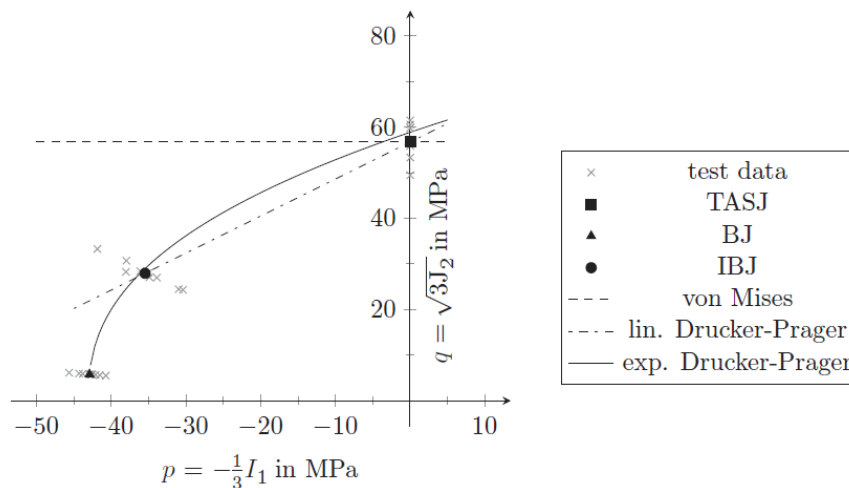 80
60
40
20
q = √3J₂ in MPa
−50
−40
−30
−20
−10
0
10
p = −1/3 I₁ in MPa
test data
TASJ
BJ
IBJ
von Mises
lin. Drucker-Prager
exp. Drucker-Prager